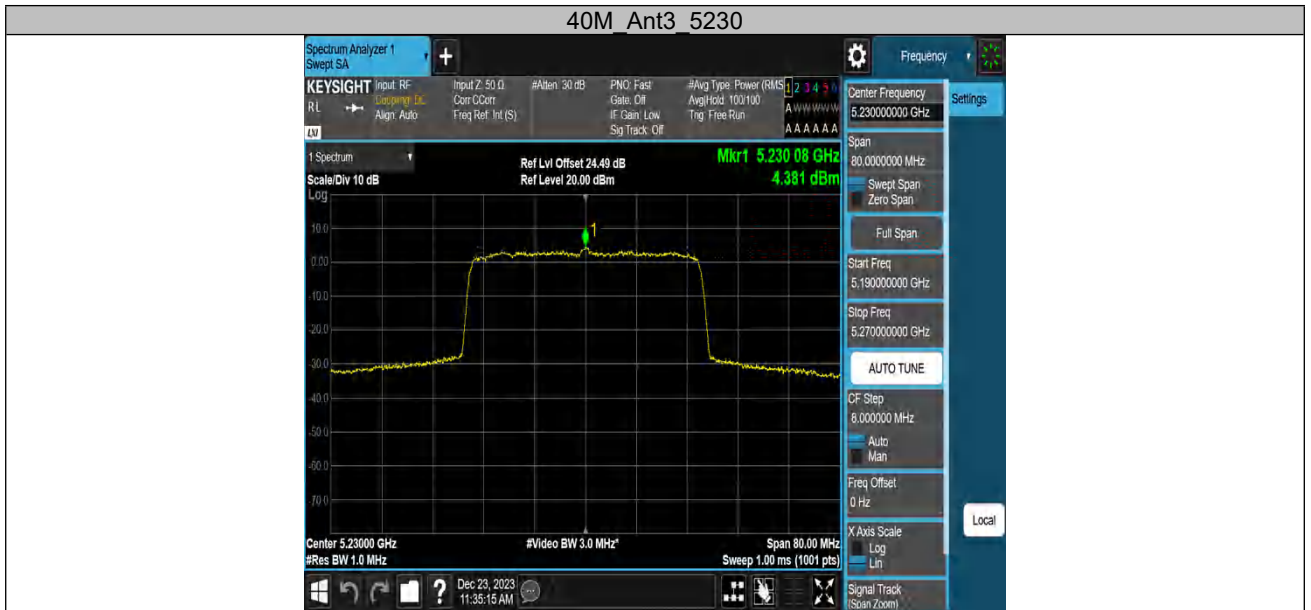 40M_Ant3_5230
Spectrum Analyzer 1
Swept SA
+
Frequency
KEYSIGHT
Input: RF
Coupling: DC
Align: Auto
RL
LXI
Input Z: 50 Ω
Corr CCorr
Freq Ref: Int (S)
#Atten: 30 dB
PNO: Fast
Gate: Off
IF Gain: Low
Sig Track: Off
#Avg Type: Power (RMS
Avg|Hold: 100/100
Trig: Free Run
1 2 3 4 5 6
A W W W W W
A A A A A A
Center Frequency
5.230000000 GHz
Settings
1 Spectrum
Scale/Div 10 dB
Log
Ref Lvl Offset 24.49 dB
Ref Level 20.00 dBm
Mkr1 5.230 08 GHz
4.381 dBm
Span
80.0000000 MHz
Swept Span
Zero Span
Full Span
Start Freq
5.190000000 GHz
Stop Freq
5.270000000 GHz
AUTO TUNE
CF Step
8.000000 MHz
Auto
Man
Freq Offset
0 Hz
X Axis Scale
Log
Lin
Signal Track
(Span Zoom)
Local
1
10.0
0.00
-10.0
-20.0
-30.0
-40.0
-50.0
-60.0
-70.0
Center 5.23000 GHz
#Res BW 1.0 MHz
#Video BW 3.0 MHz*
Span 80.00 MHz
Sweep 1.00 ms (1001 pts)
?
Dec 23, 2023
11:35:15 AM